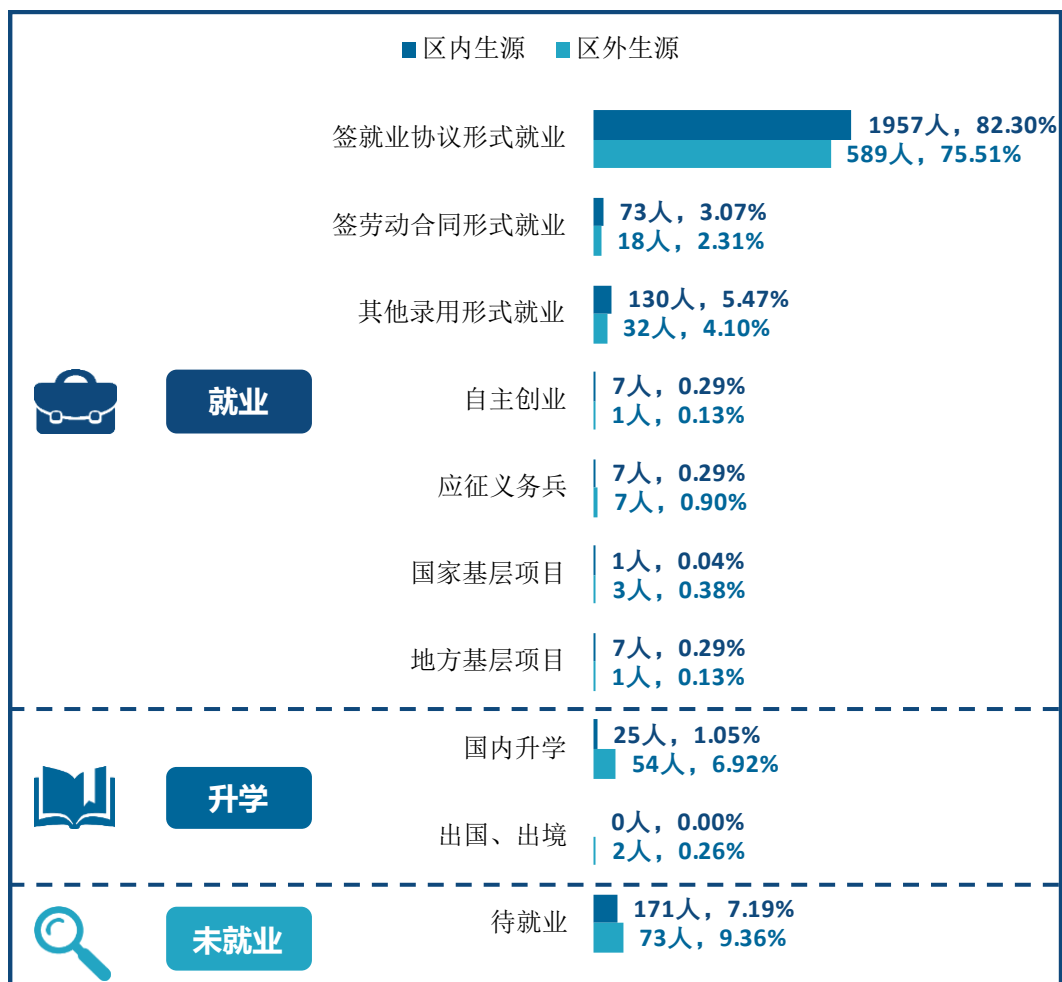 区内生源 区外生源
签就业协议形式就业
1957人，82.30%
589人，75.51%
签劳动合同形式就业
73人，3.07%
18人，2.31%
其他录用形式就业
130人，5.47%
32人，4.10%
就业
自主创业
7人，0.29%
1人，0.13%
应征义务兵
7人，0.29%
7人，0.90%
国家基层项目
1人，0.04%
3人，0.38%
地方基层项目
7人，0.29%
1人，0.13%
升学
国内升学
25人，1.05%
54人，6.92%
出国、出境
0人，0.00%
2人，0.26%
未就业
待就业
171人，7.19%
73人，9.36%